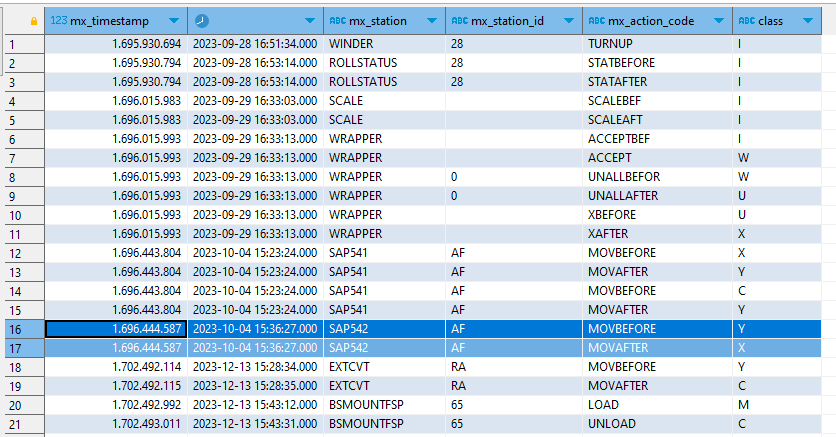 123 mx_timestamp ABC mx_station ABC mx_station_id ABC mx_action_code ABC class
1 1.695.930.694 2023-09-28 16:51:34.000 WINDER 28 TURNUP I
2 1.695.930.794 2023-09-28 16:53:14.000 ROLLSTATUS 28 STATBEFORE I
3 1.695.930.794 2023-09-28 16:53:14.000 ROLLSTATUS 28 STATAFTER I
4 1.696.015.983 2023-09-29 16:33:03.000 SCALE SCALEBEF I
5 1.696.015.983 2023-09-29 16:33:03.000 SCALE SCALEAFT I
6 1.696.015.993 2023-09-29 16:33:13.000 WRAPPER ACCEPTBEF I
7 1.696.015.993 2023-09-29 16:33:13.000 WRAPPER ACCEPT W
8 1.696.015.993 2023-09-29 16:33:13.000 WRAPPER 0 UNALLBEFOR W
9 1.696.015.993 2023-09-29 16:33:13.000 WRAPPER 0 UNALLAFTER U
10 1.696.015.993 2023-09-29 16:33:13.000 WRAPPER XBEFORE U
11 1.696.015.993 2023-09-29 16:33:13.000 WRAPPER XAFTER X
12 1.696.443.804 2023-10-04 15:23:24.000 SAP541 AF MOVBEFORE X
13 1.696.443.804 2023-10-04 15:23:24.000 SAP541 AF MOVAFTER Y
14 1.696.443.804 2023-10-04 15:23:24.000 SAP541 AF MOVBEFORE C
15 1.696.443.804 2023-10-04 15:23:24.000 SAP541 AF MOVAFTER Y
16 1.696.444.587 2023-10-04 15:36:27.000 SAP542 AF MOVBEFORE Y
17 1.696.444.587 2023-10-04 15:36:27.000 SAP542 AF MOVAFTER X
18 1.702.492.114 2023-12-13 15:28:34.000 EXTCVT RA MOVBEFORE Y
19 1.702.492.115 2023-12-13 15:28:35.000 EXTCVT RA MOVAFTER C
20 1.702.492.992 2023-12-13 15:43:12.000 BSMOUNTFSP 65 LOAD M
21 1.702.493.011 2023-12-13 15:43:31.000 BSMOUNTFSP 65 UNLOAD C